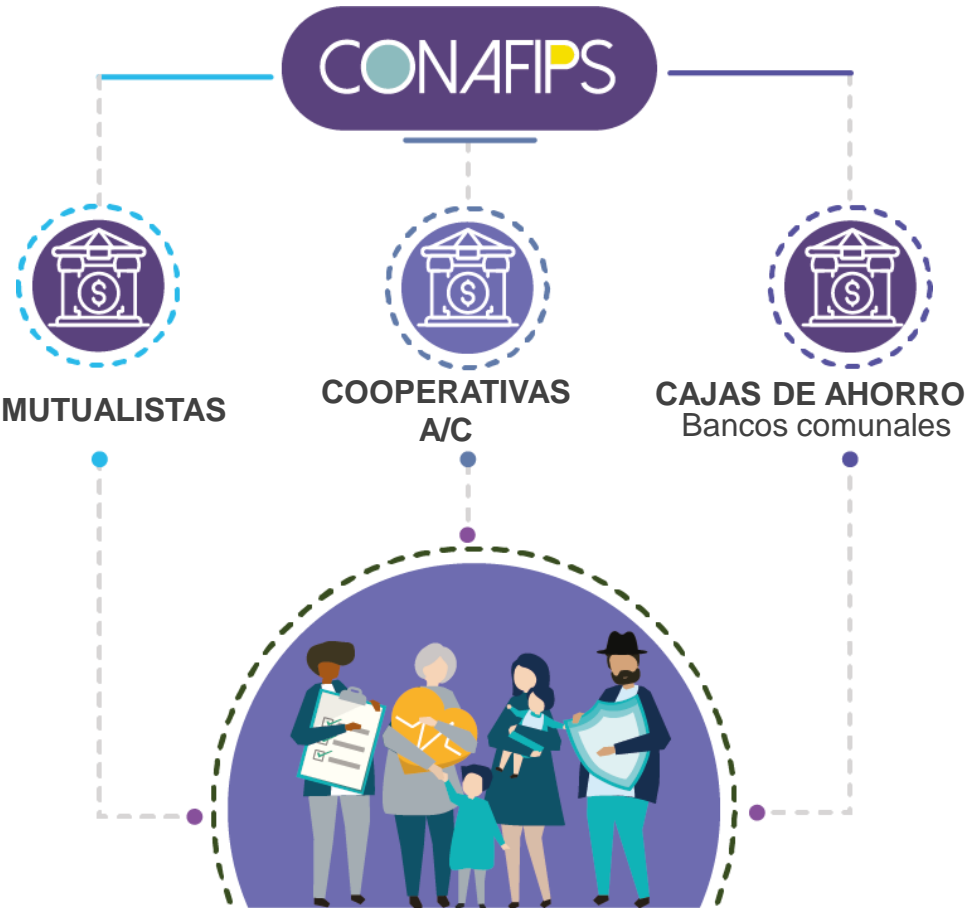 CONAFIPS
MUTUALISTAS
COOPERATIVAS
A/C
CAJAS DE AHORRO
Bancos comunales